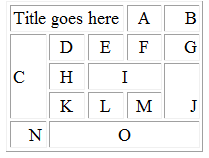 Title goes here A B
D E F G
C H I
K L M J
N O